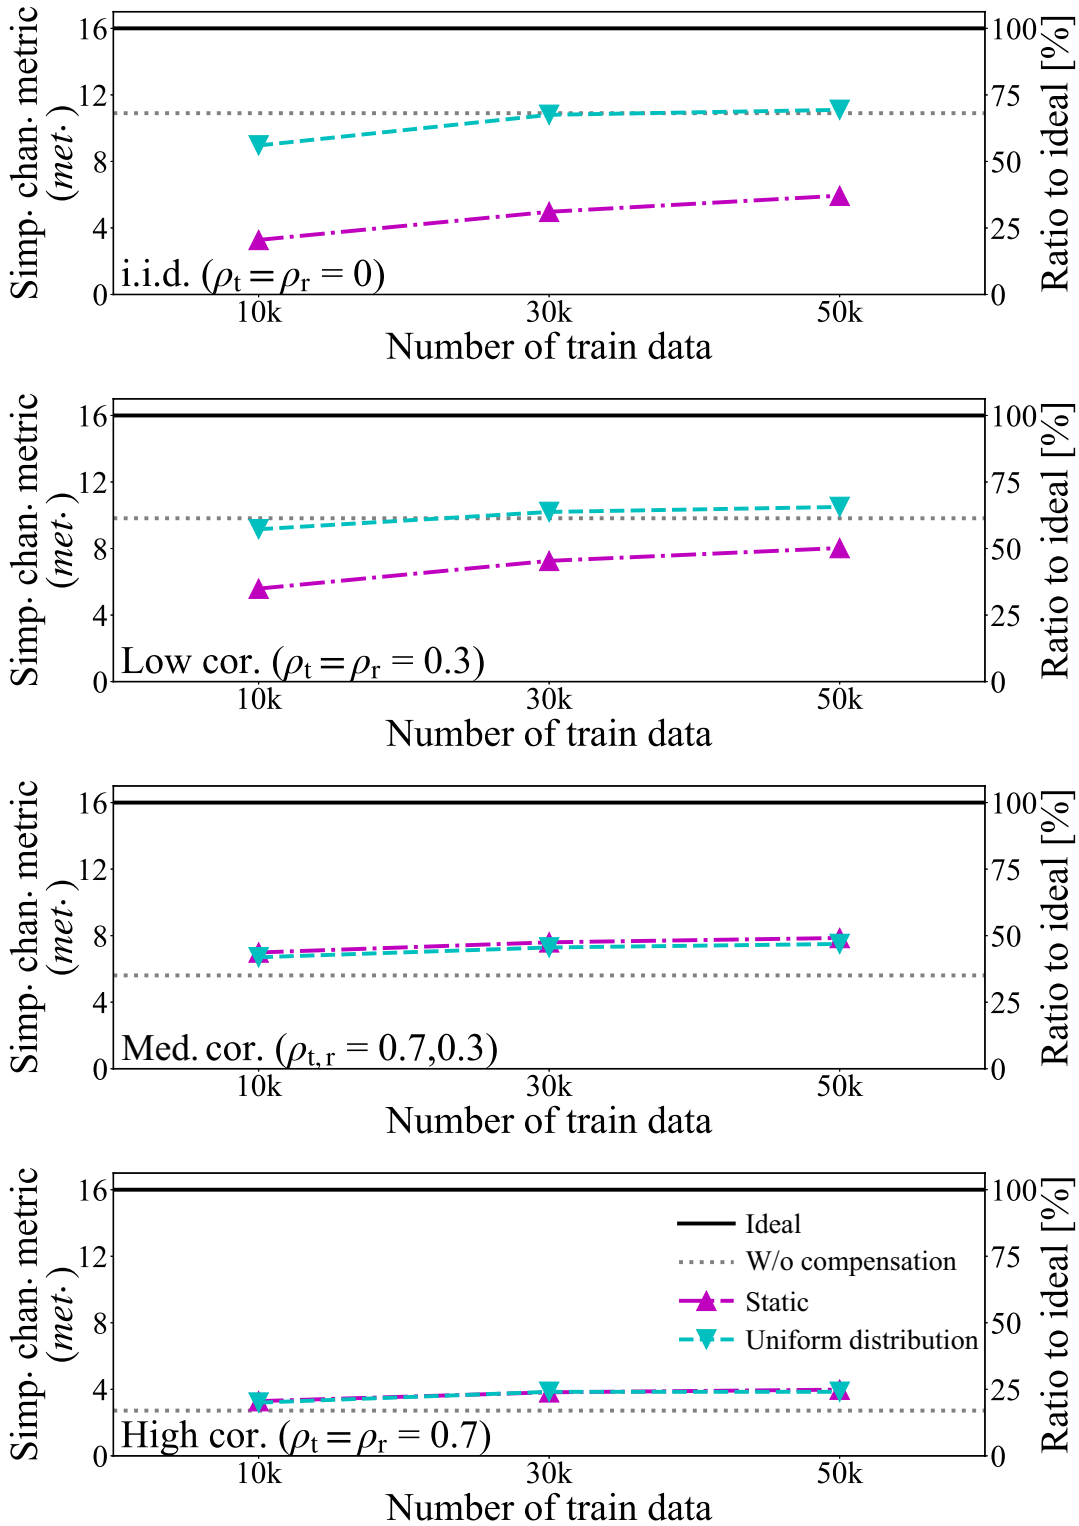 Simp. chan. metric
(met.)
16
12
8
4
0
100
75
50
25
0
Ratio to ideal [%]
i.i.d. (ρt = ρr = 0)
10k 30k 50k
Number of train data
Simp. chan. metric
(met.)
16
12
8
4
0
100
75
50
25
0
Ratio to ideal [%]
Low cor. (ρt = ρr = 0.3)
10k 30k 50k
Number of train data
Simp. chan. metric
(met.)
16
12
8
4
0
100
75
50
25
0
Ratio to ideal [%]
Med. cor. (ρt, r = 0.7,0.3)
10k 30k 50k
Number of train data
Simp. chan. metric
(met.)
16
12
8
4
0
100
75
50
25
0
Ratio to ideal [%]
Ideal
W/o compensation
Static
Uniform distribution
High cor. (ρt = ρr = 0.7)
10k 30k 50k
Number of train data